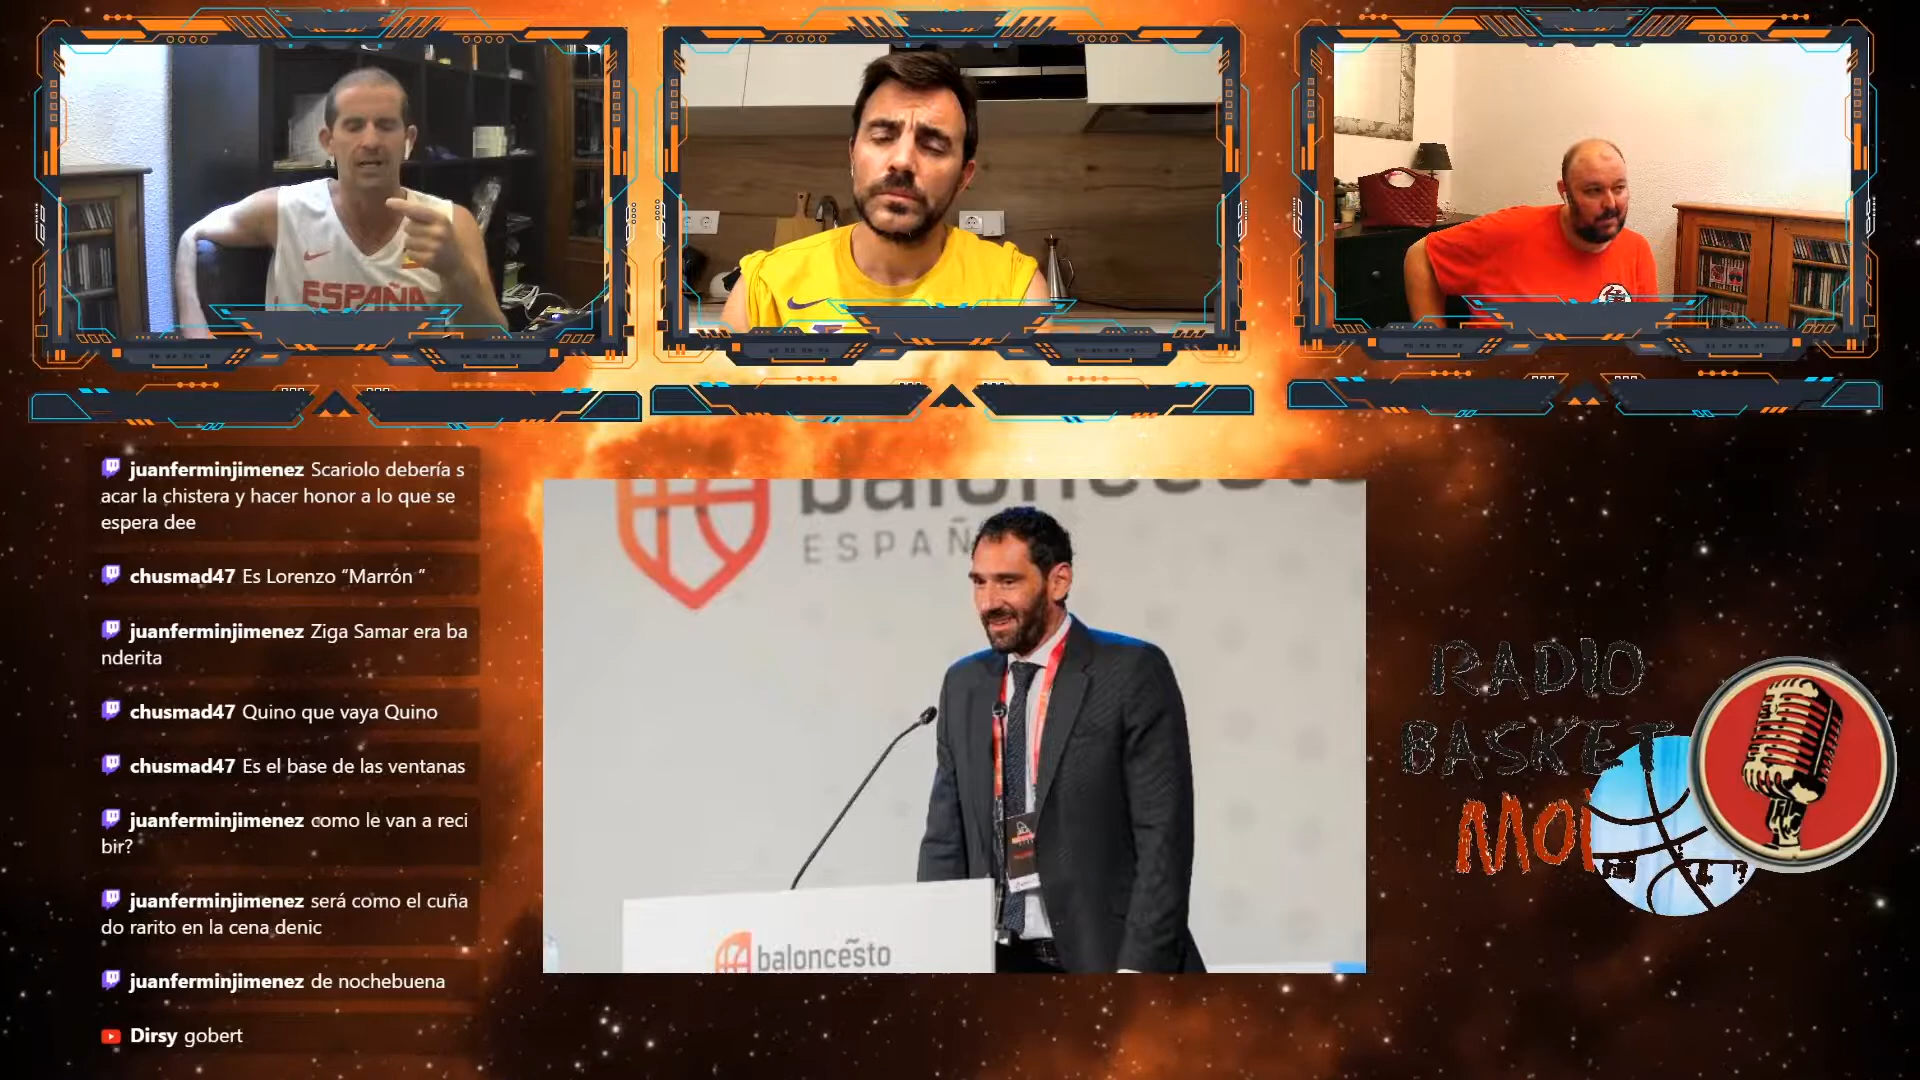 ESPAÑA
juanferminjimenez Scariolo debería s
acar la chistera y hacer honor a lo que se
espera dee
chusmad47 Es Lorenzo “Marrón ”
juanferminjimenez Ziga Samar era ba
nderita
chusmad47 Quino que vaya Quino
chusmad47 Es el base de las ventanas
juanferminjimenez como le van a reci
bir?
juanferminjimenez será como el cuña
do rarito en la cena denic
juanferminjimenez de nochebuena
Dirsy gobert
baloncesto
ESPAÑ
baloncesto
RADIO
BASKET
MOI